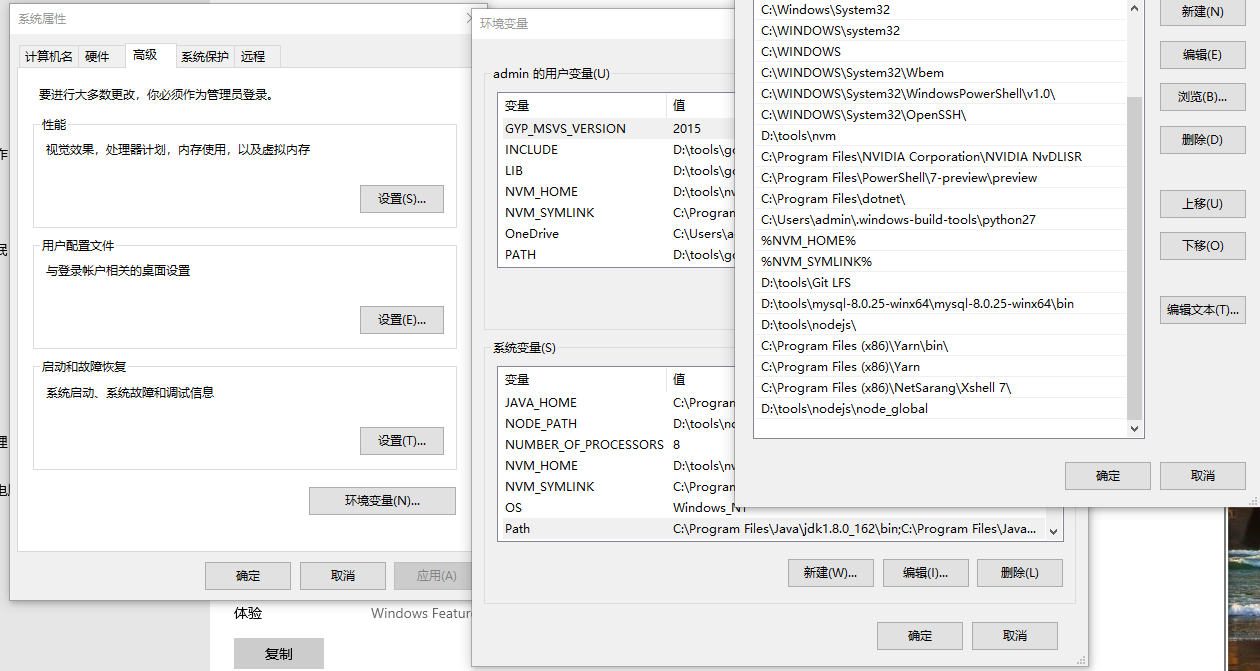 系统属性
计算机名 硬件 高级 系统保护 远程
要进行大多数更改，你必须作为管理员登录。
性能
视觉效果，处理器计划，内存使用，以及虚拟内存
设置(S)...
用户配置文件
与登录帐户相关的桌面设置
设置(E)...
启动和故障恢复
系统启动、系统故障和调试信息
设置(T)...
环境变量(N)...
确定 取消 应用(A)
体验 Windows Featur
复制
环境变量
admin 的用户变量(U)
变量 值
GYP_MSVS_VERSION 2015
INCLUDE D:\tools\go
LIB D:\tools\go
NVM_HOME D:\tools\nv
NVM_SYMLINK C:\Program
OneDrive C:\Users\a
PATH D:\tools\go
系统变量(S)
变量 值
JAVA_HOME C:\Program
NODE_PATH D:\tools\no
NUMBER_OF_PROCESSORS 8
NVM_HOME D:\tools\nv
NVM_SYMLINK C:\Program
OS Windows_NT
Path C:\Program Files\Java\jdk1.8.0_162\bin;C:\Program Files\Java...
新建(W)... 编辑(I)... 删除(L)
确定 取消
C:\Windows\System32
C:\WINDOWS\system32
C:\WINDOWS
C:\WINDOWS\System32\Wbem
C:\WINDOWS\System32\WindowsPowerShell\v1.0\
C:\WINDOWS\System32\OpenSSH\
D:\tools\nvm
C:\Program Files\NVIDIA Corporation\NVIDIA NvDLISR
C:\Program Files\PowerShell\7-preview\preview
C:\Program Files\dotnet\
C:\Users\admin\.windows-build-tools\python27
%NVM_HOME%
%NVM_SYMLINK%
D:\tools\Git LFS
D:\tools\mysql-8.0.25-winx64\mysql-8.0.25-winx64\bin
D:\tools\nodejs\
C:\Program Files (x86)\Yarn\bin\
C:\Program Files (x86)\Yarn
C:\Program Files (x86)\NetSarang\Xshell 7\
D:\tools\nodejs\node_global
新建(N)
编辑(E)
浏览(B)...
删除(D)
上移(U)
下移(O)
编辑文本(T)...
确定 取消